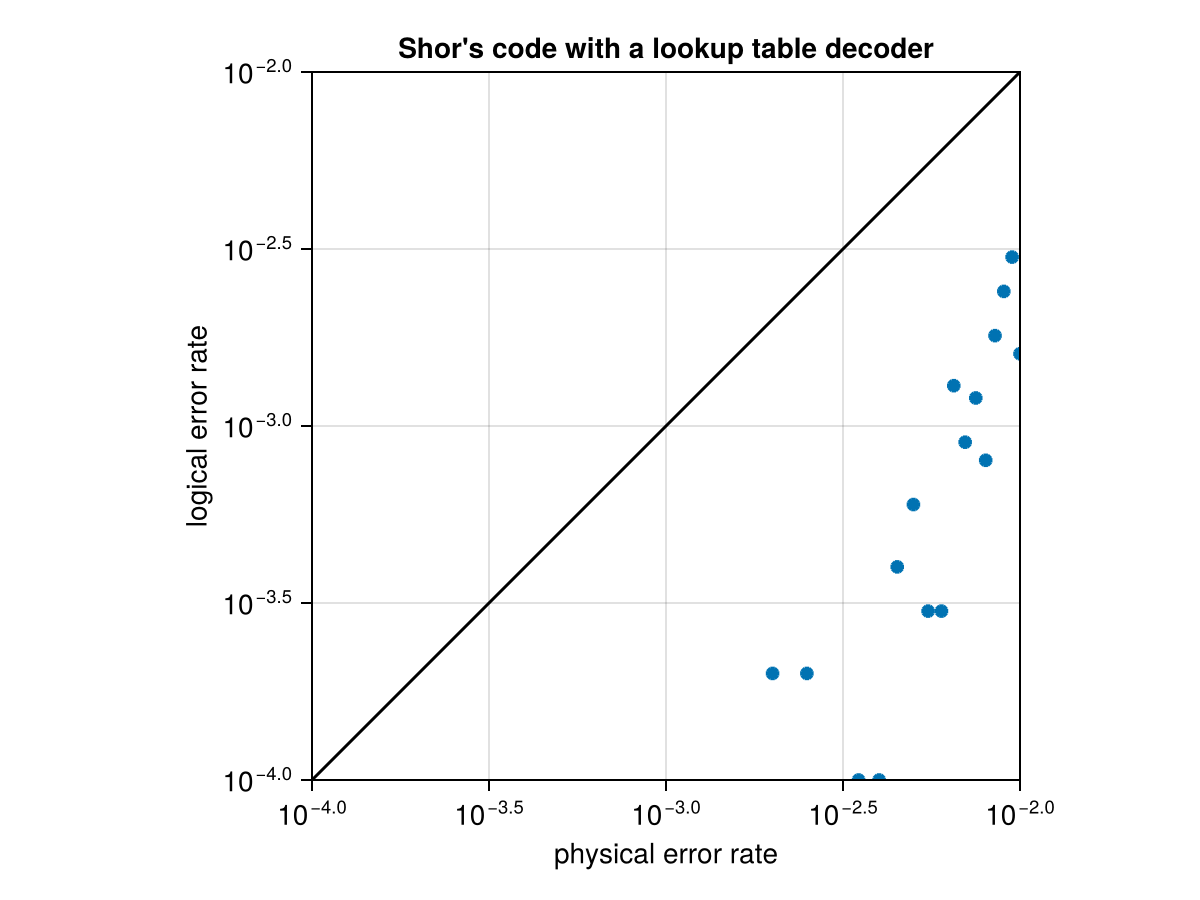 Shor's code with a lookup table decoder
10^−2.0
10^−2.5
10^−3.0
10^−3.5
10^−4.0
logical error rate
10^−4.0 10^−3.5 10^−3.0 10^−2.5 10^−2.0
physical error rate